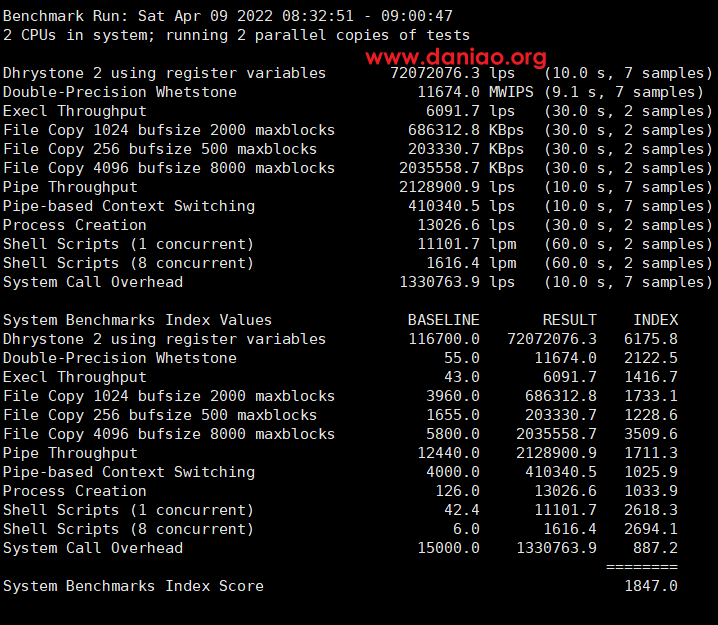 Benchmark Run: Sat Apr 09 2022 08:32:51 - 09:00:47
2 CPUs in system; running 2 parallel copies of tests
www.daniao.org
Dhrystone 2 using register variables 72072076.3 lps (10.0 s, 7 samples)
Double-Precision Whetstone 11674.0 MWIPS (9.1 s, 7 samples)
Execl Throughput 6091.7 lps (30.0 s, 2 samples)
File Copy 1024 bufsize 2000 maxblocks 686312.8 KBps (30.0 s, 2 samples)
File Copy 256 bufsize 500 maxblocks 203330.7 KBps (30.0 s, 2 samples)
File Copy 4096 bufsize 8000 maxblocks 2035558.7 KBps (30.0 s, 2 samples)
Pipe Throughput 2128900.9 lps (10.0 s, 7 samples)
Pipe-based Context Switching 410340.5 lps (10.0 s, 7 samples)
Process Creation 13026.6 lps (30.0 s, 2 samples)
Shell Scripts (1 concurrent) 11101.7 lpm (60.0 s, 2 samples)
Shell Scripts (8 concurrent) 1616.4 lpm (60.0 s, 2 samples)
System Call Overhead 1330763.9 lps (10.0 s, 7 samples)
System Benchmarks Index Values BASELINE RESULT INDEX
Dhrystone 2 using register variables 116700.0 72072076.3 6175.8
Double-Precision Whetstone 55.0 11674.0 2122.5
Execl Throughput 43.0 6091.7 1416.7
File Copy 1024 bufsize 2000 maxblocks 3960.0 686312.8 1733.1
File Copy 256 bufsize 500 maxblocks 1655.0 203330.7 1228.6
File Copy 4096 bufsize 8000 maxblocks 5800.0 2035558.7 3509.6
Pipe Throughput 12440.0 2128900.9 1711.3
Pipe-based Context Switching 4000.0 410340.5 1025.9
Process Creation 126.0 13026.6 1033.9
Shell Scripts (1 concurrent) 42.4 11101.7 2618.3
Shell Scripts (8 concurrent) 6.0 1616.4 2694.1
System Call Overhead 15000.0 1330763.9 887.2
========
System Benchmarks Index Score 1847.0